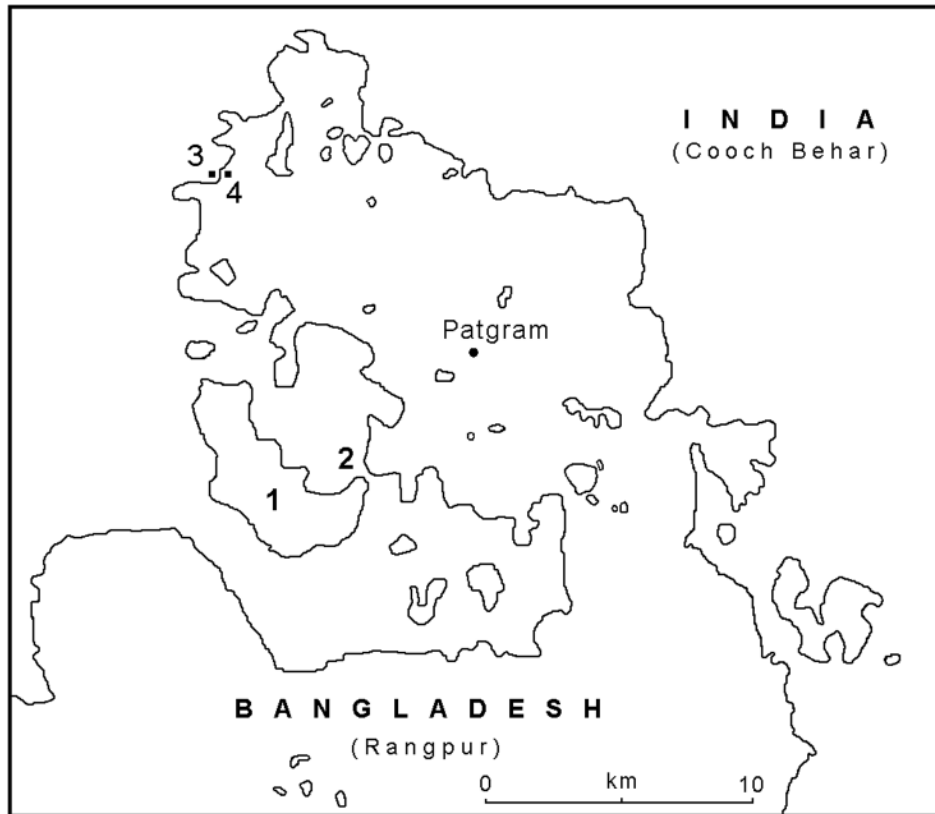 I N D I A
(Cooch Behar)
3
4
Patgram
2
1
B A N G L A D E S H
(Rangpur)
0 km 10